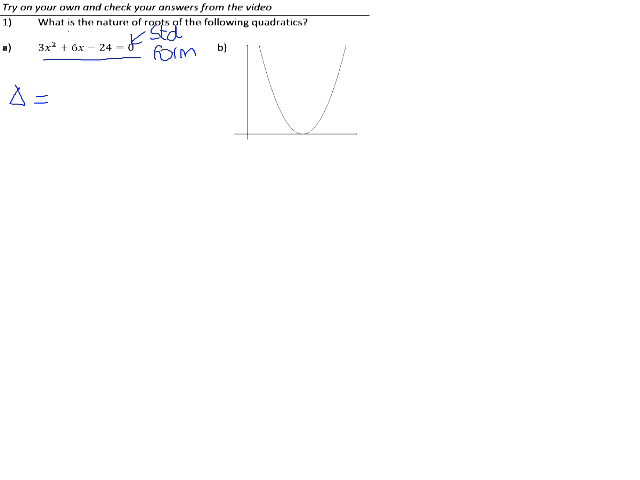 Try on your own and check your answers from the video
1) What is the nature of roots of the following quadratics?
a) 3x² + 6x − 24 = 0
Std
form
b)
Δ =